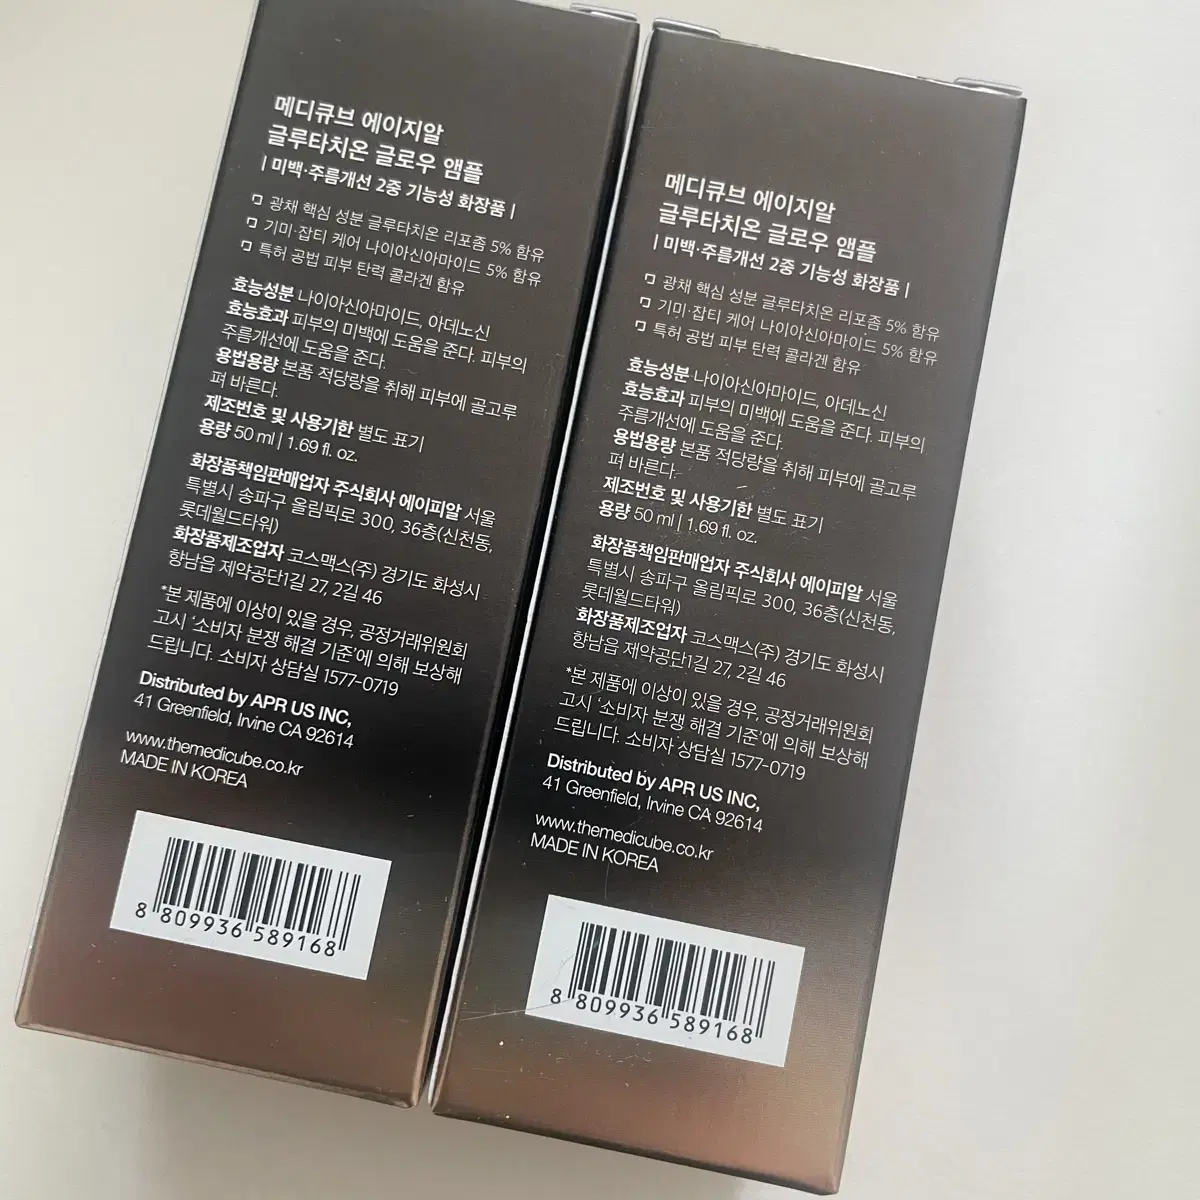 메디큐브 에이지알
글루타치온 글로우 앰플
| 미백·주름개선 2중 기능성 화장품 |
광채 핵심 성분 글루타치온 리포좀 5% 함유
기미·잡티 케어 나이아신아마이드 5% 함유
특허 공법 피부 탄력 콜라겐 함유
효능성분 나이아신아마이드, 아데노신
효능효과 피부의 미백에 도움을 준다. 피부의
주름개선에 도움을 준다.
용법용량 본품 적당량을 취해 피부에 골고루
펴 바른다.
제조번호 및 사용기한 별도 표기
용량 50 ml | 1.69 fl. oz.
화장품책임판매업자 주식회사 에이피알 서울
특별시 송파구 올림픽로 300, 36층(신천동,
롯데월드타워)
화장품제조업자 코스맥스(주) 경기도 화성시
향남읍 제약공단1길 27, 2길 46
*본 제품에 이상이 있을 경우, 공정거래위원회
고시 '소비자 분쟁 해결 기준'에 의해 보상해
드립니다. 소비자 상담실 1577-0719
Distributed by APR US INC,
41 Greenfield, Irvine CA 92614
www.themedicube.co.kr
MADE IN KOREA
8 809936 589168
메디큐브 에이지알
글루타치온 글로우 앰플
| 미백·주름개선 2중 기능성 화장품 |
광채 핵심 성분 글루타치온 리포좀 5% 함유
기미·잡티 케어 나이아신아마이드 5% 함유
특허 공법 피부 탄력 콜라겐 함유
효능성분 나이아신아마이드, 아데노신
효능효과 피부의 미백에 도움을 준다. 피부의
주름개선에 도움을 준다.
용법용량 본품 적당량을 취해 피부에 골고루
펴 바른다.
제조번호 및 사용기한 별도 표기
용량 50 ml | 1.69 fl. oz.
화장품책임판매업자 주식회사 에이피알 서울
특별시 송파구 올림픽로 300, 36층(신천동,
롯데월드타워)
화장품제조업자 코스맥스(주) 경기도 화성시
향남읍 제약공단1길 27, 2길 46
*본 제품에 이상이 있을 경우, 공정거래위원회
고시 '소비자 분쟁 해결 기준'에 의해 보상해
드립니다. 소비자 상담실 1577-0719
Distributed by APR US INC,
41 Greenfield, Irvine CA 92614
www.themedicube.co.kr
MADE IN KOREA
8 809936 589168